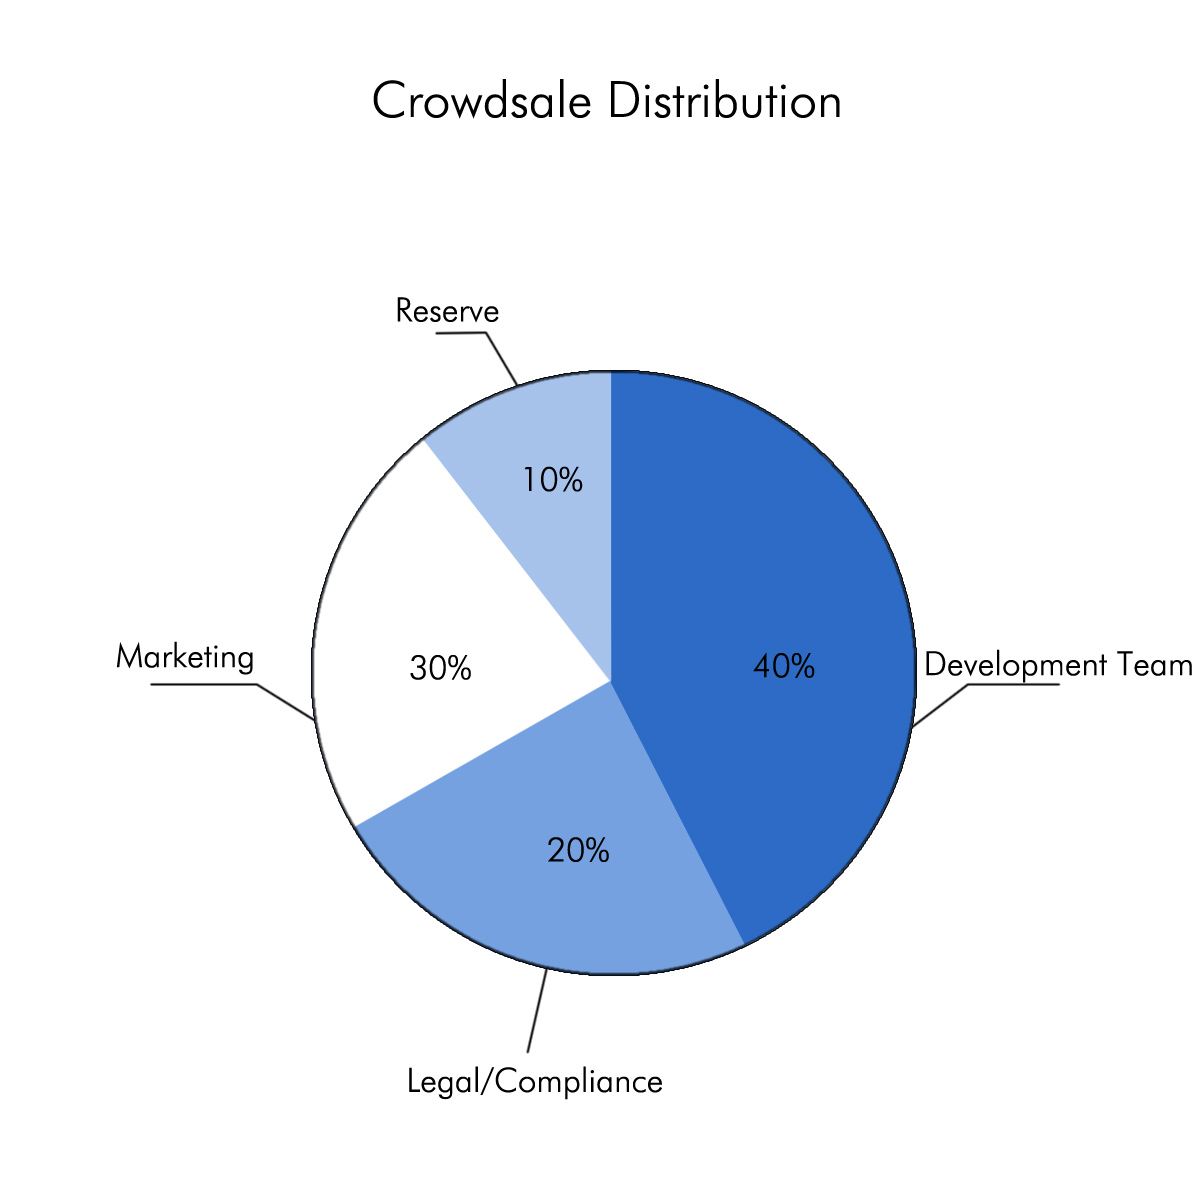 Crowdsale Distribution
Reserve
10%
Marketing
30%
40%
Development Team
20%
Legal/Compliance